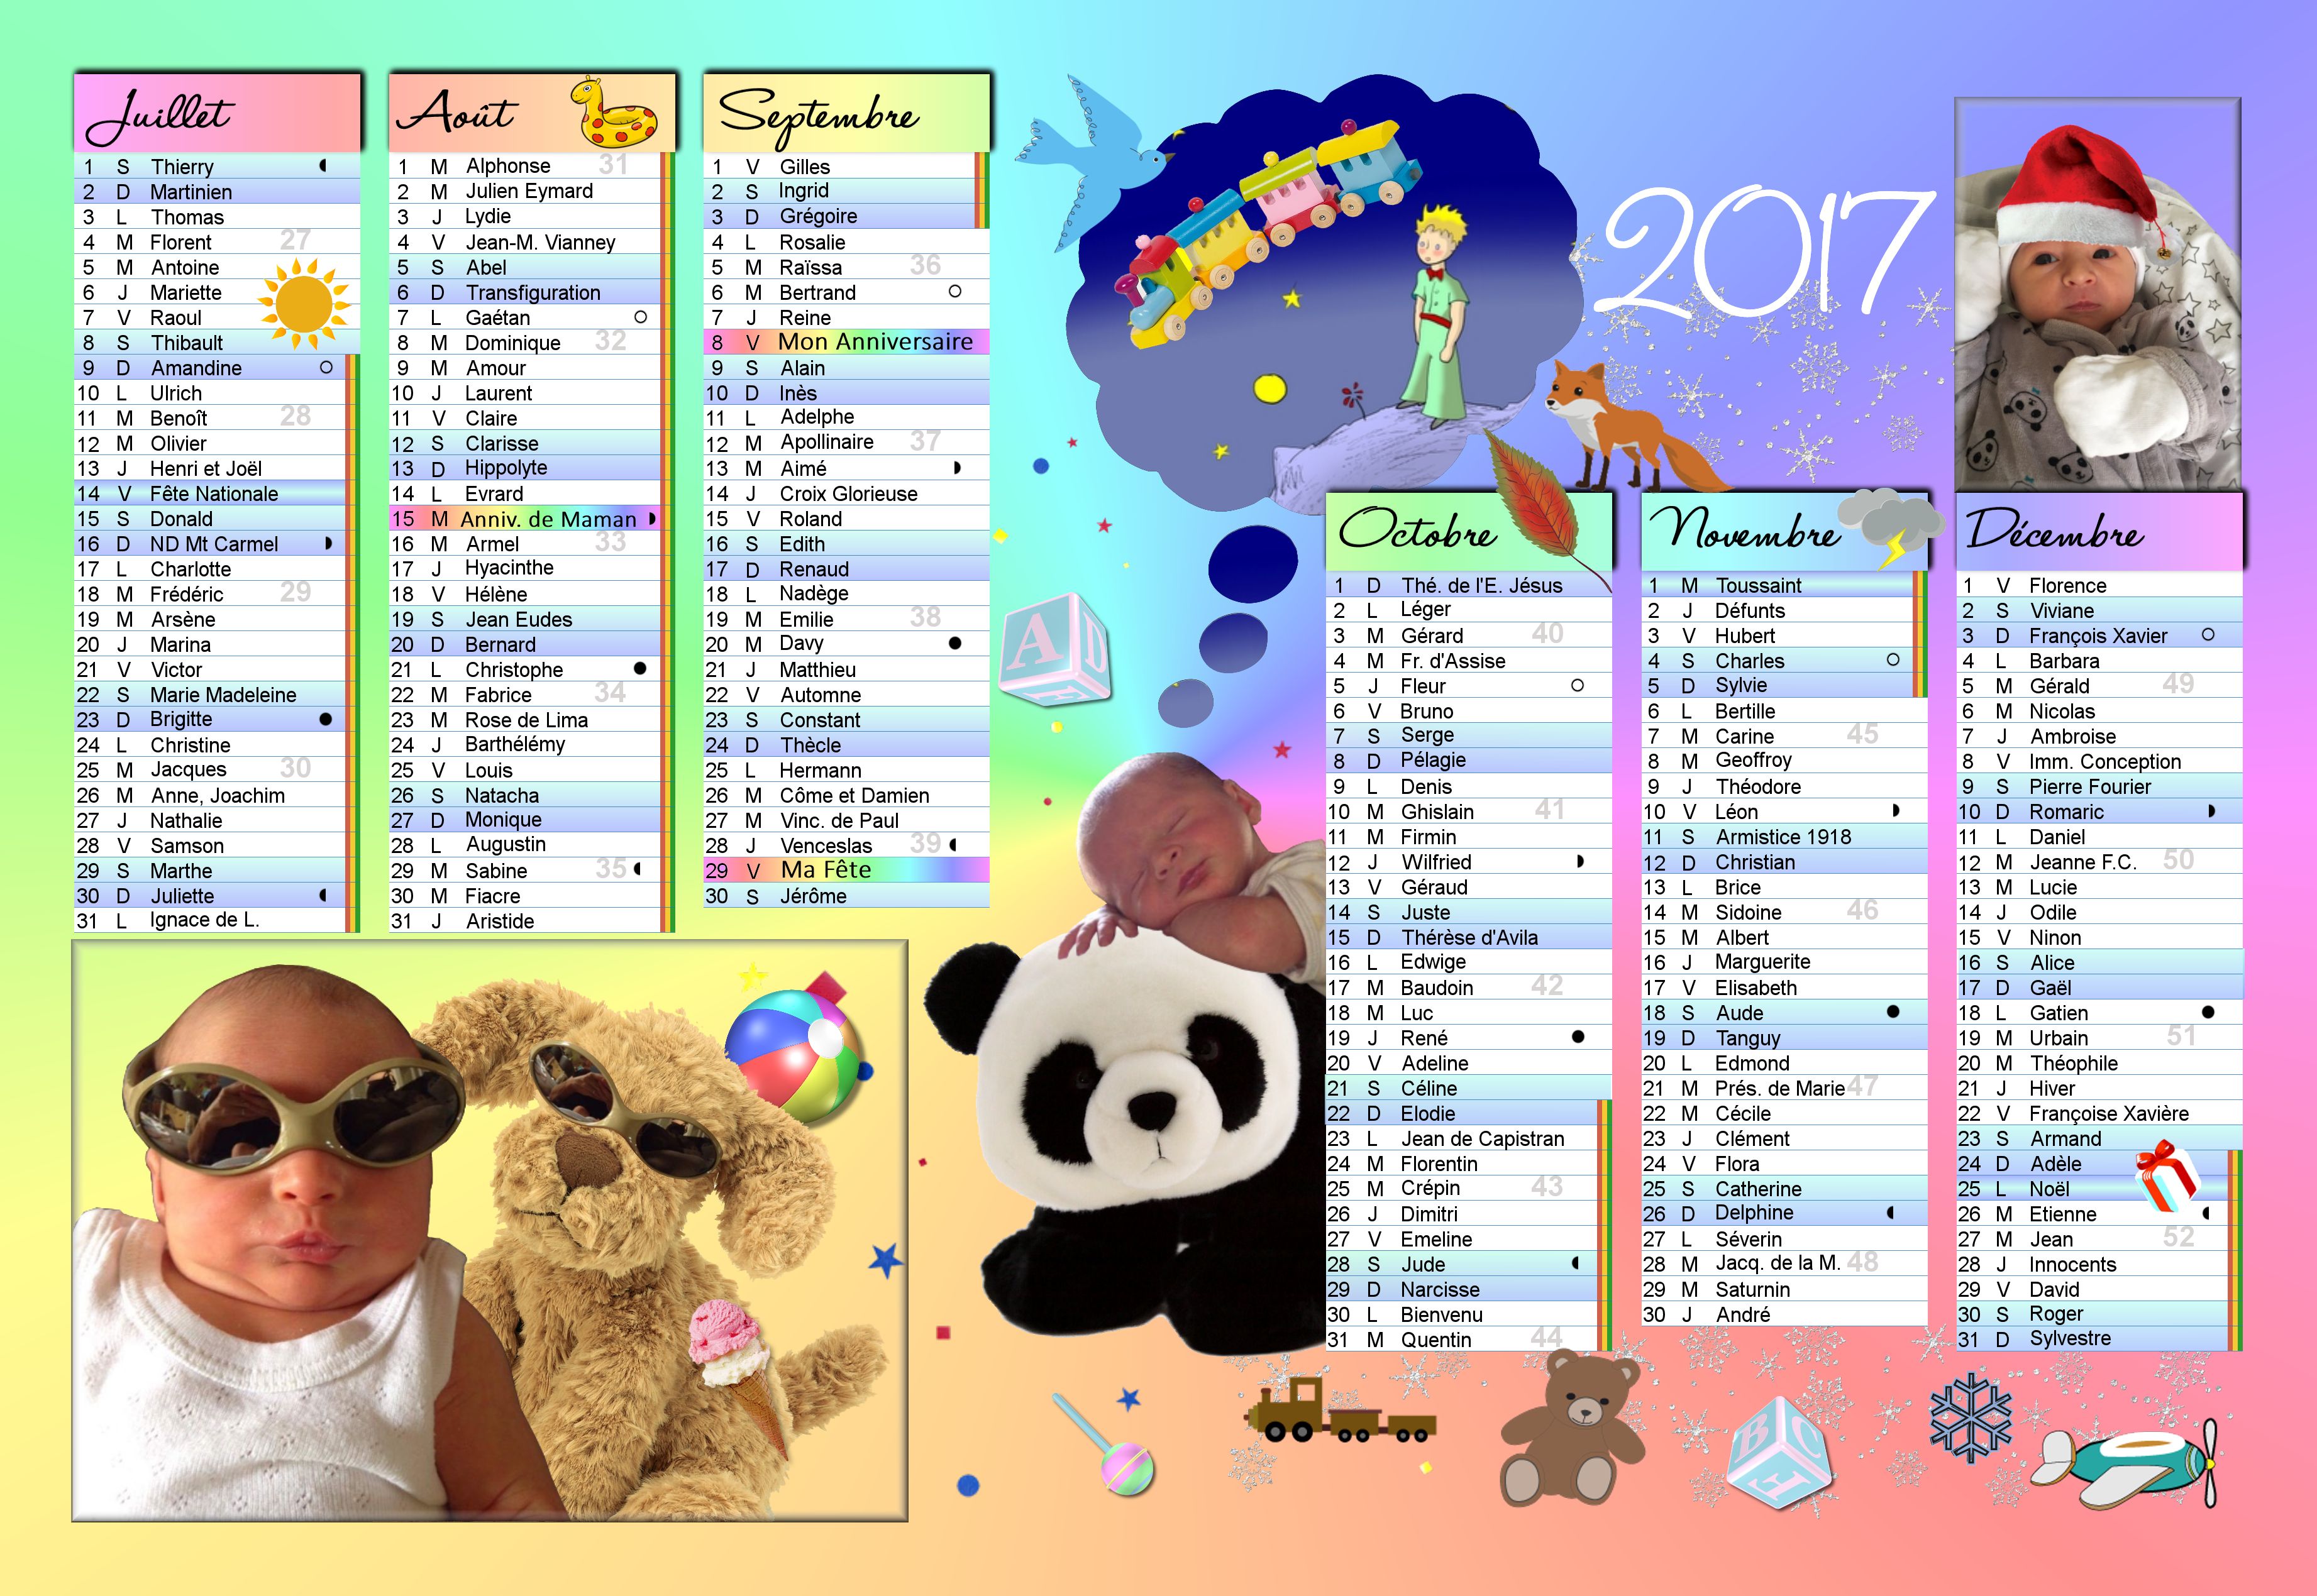 Juillet
1 S Thierry
2 D Martinien
3 L Thomas
4 M Florent 27
5 M Antoine
6 J Mariette
7 V Raoul
8 S Thibault
9 D Amandine
10 L Ulrich
11 M Benoît 28
12 M Olivier
13 J Henri et Joël
14 V Fête Nationale
15 S Donald
16 D ND Mt Carmel
17 L Charlotte
18 M Frédéric 29
19 M Arsène
20 J Marina
21 V Victor
22 S Marie Madeleine
23 D Brigitte
24 L Christine
25 M Jacques 30
26 M Anne, Joachim
27 J Nathalie
28 V Samson
29 S Marthe
30 D Juliette
31 L Ignace de L.
Août
1 M Alphonse 31
2 M Julien Eymard
3 J Lydie
4 V Jean-M. Vianney
5 S Abel
6 D Transfiguration
7 L Gaétan
8 M Dominique 32
9 M Amour
10 J Laurent
11 V Claire
12 S Clarisse
13 D Hippolyte
14 L Evrard
15 M Anniv. de Maman
16 M Armel 33
17 J Hyacinthe
18 V Hélène
19 S Jean Eudes
20 D Bernard
21 L Christophe
22 M Fabrice 34
23 M Rose de Lima
24 J Barthélémy
25 V Louis
26 S Natacha
27 D Monique
28 L Augustin
29 M Sabine 35
30 M Fiacre
31 J Aristide
Septembre
1 V Gilles
2 S Ingrid
3 D Grégoire
4 L Rosalie
5 M Raïssa 36
6 M Bertrand
7 J Reine
8 V Mon Anniversaire
9 S Alain
10 D Inès
11 L Adelphe
12 M Apollinaire 37
13 M Aimé
14 J Croix Glorieuse
15 V Roland
16 S Edith
17 D Renaud
18 L Nadège
19 M Emilie 38
20 M Davy
21 J Matthieu
22 V Automne
23 S Constant
24 D Thècle
25 L Hermann
26 M Côme et Damien
27 M Vinc. de Paul
28 J Venceslas 39
29 V Ma Fête
30 S Jérôme
2017
A D
Octobre
1 D Thé. de l'E. Jésus
2 L Léger
3 M Gérard 40
4 M Fr. d'Assise
5 J Fleur
6 V Bruno
7 S Serge
8 D Pélagie
9 L Denis
10 M Ghislain 41
11 M Firmin
12 J Wilfried
13 V Géraud
14 S Juste
15 D Thérèse d'Avila
16 L Edwige
17 M Baudoin 42
18 M Luc
19 J René
20 V Adeline
21 S Céline
22 D Elodie
23 L Jean de Capistran
24 M Florentin
25 M Crépin 43
26 J Dimitri
27 V Emeline
28 S Jude
29 D Narcisse
30 L Bienvenu
31 M Quentin 44
Novembre
1 M Toussaint
2 J Défunts
3 V Hubert
4 S Charles
5 D Sylvie
6 L Bertille
7 M Carine 45
8 M Geoffroy
9 J Théodore
10 V Léon
11 S Armistice 1918
12 D Christian
13 L Brice
14 M Sidoine 46
15 M Albert
16 J Marguerite
17 V Elisabeth
18 S Aude
19 D Tanguy
20 L Edmond
21 M Prés. de Marie 47
22 M Cécile
23 J Clément
24 V Flora
25 S Catherine
26 D Delphine
27 L Séverin
28 M Jacq. de la M. 48
29 M Saturnin
30 J André
Décembre
1 V Florence
2 S Viviane
3 D François Xavier
4 L Barbara
5 M Gérald 49
6 M Nicolas
7 J Ambroise
8 V Imm. Conception
9 S Pierre Fourier
10 D Romaric
11 L Daniel
12 M Jeanne F.C. 50
13 M Lucie
14 J Odile
15 V Ninon
16 S Alice
17 D Gaël
18 L Gatien
19 M Urbain 51
20 M Théophile
21 J Hiver
22 V Françoise Xavière
23 S Armand
24 D Adèle
25 L Noël
26 M Etienne
27 M Jean 52
28 J Innocents
29 V David
30 S Roger
31 D Sylvestre
B C
H